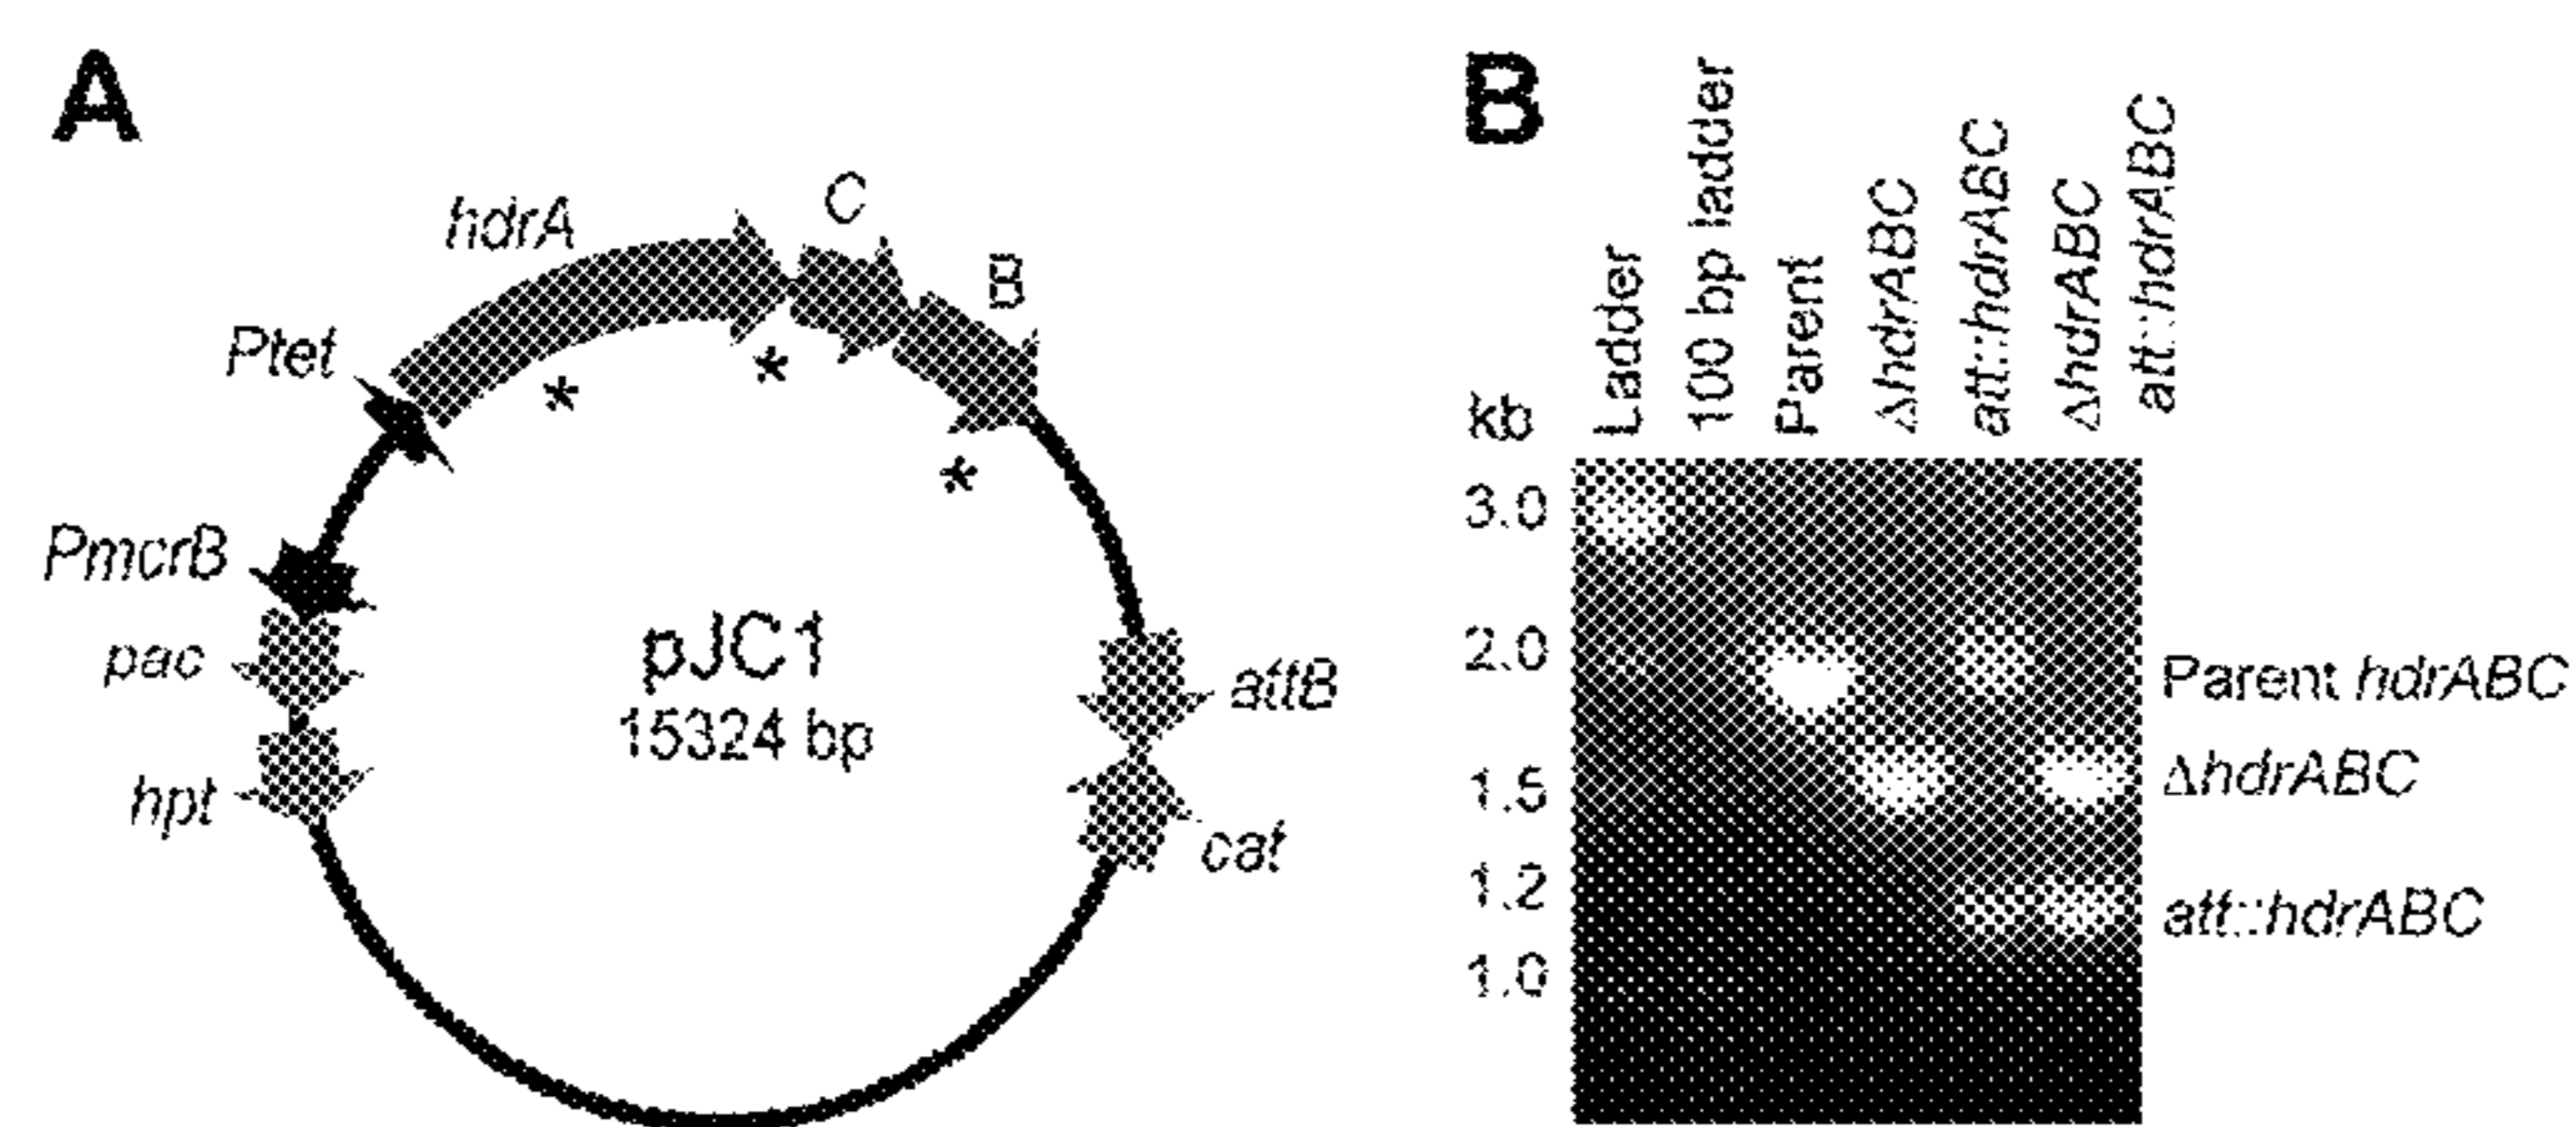 A
hdrA
C
B
Ptet
*
*
*
PmcrB
pac
hpt
pJC1
15324 bp
attB
cat
B
kb
Ladder
100 bp ladder
Parent
ΔhdrABC
att::hdrABC
ΔhdrABC
att::hdrABC
3.0
2.0
1.5
1.2
1.0
Parent hdrABC
ΔhdrABC
att::hdrABC